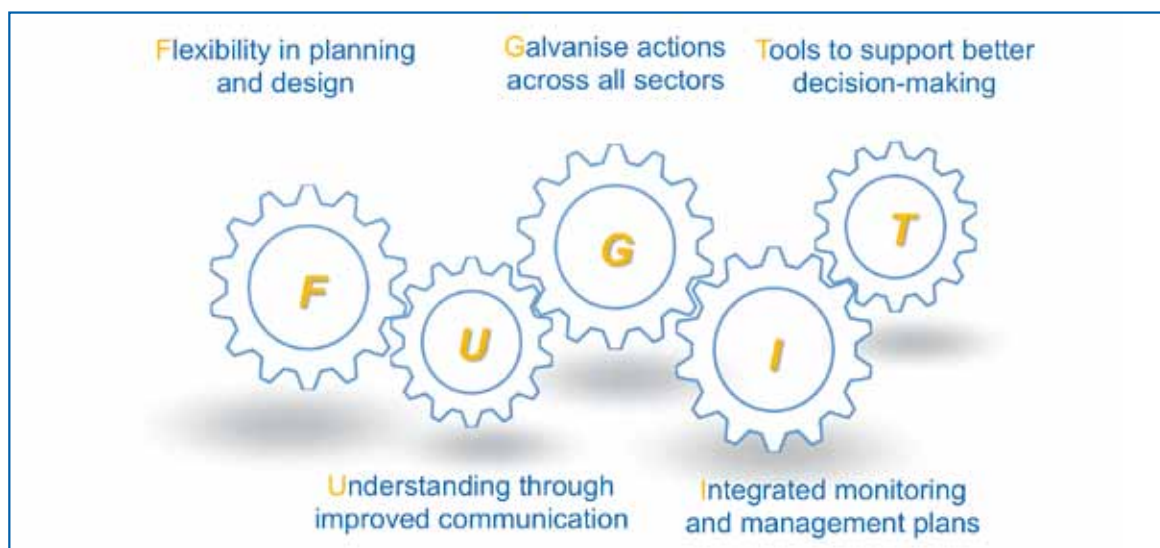 Flexibility in planning
and design
Galvanise actions
across all sectors
Tools to support better
decision-making
F
U
G
I
T
Understanding through
improved communication
Integrated monitoring
and management plans